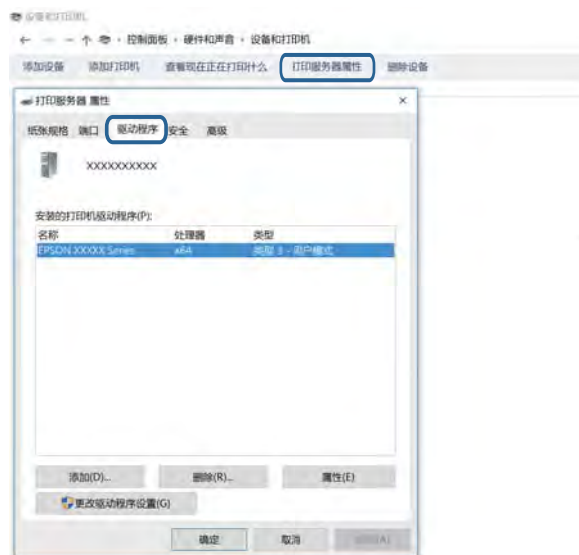 设备和打印机
控制面板 › 硬件和声音 › 设备和打印机
添加设备 添加打印机 查看现在正在打印什么 打印服务器属性 删除设备
打印服务器 属性
纸张规格 端口 驱动程序 安全 高级
XXXXXXXXXX
安装的打印机驱动程序(P):
名称 处理器 类型
EPSON XXXXX Series x64 类型 3 - 用户模式
添加(D)... 删除(R)... 属性(E)
更改驱动程序设置(G)
确定 取消